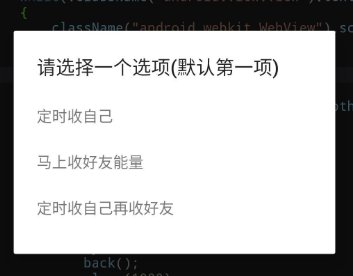 {
className("android.webkit.WebView").sc
请选择一个选项(默认第一项)
定时收自己
oth
马上收好友能量
定时收自己再收好友
back();